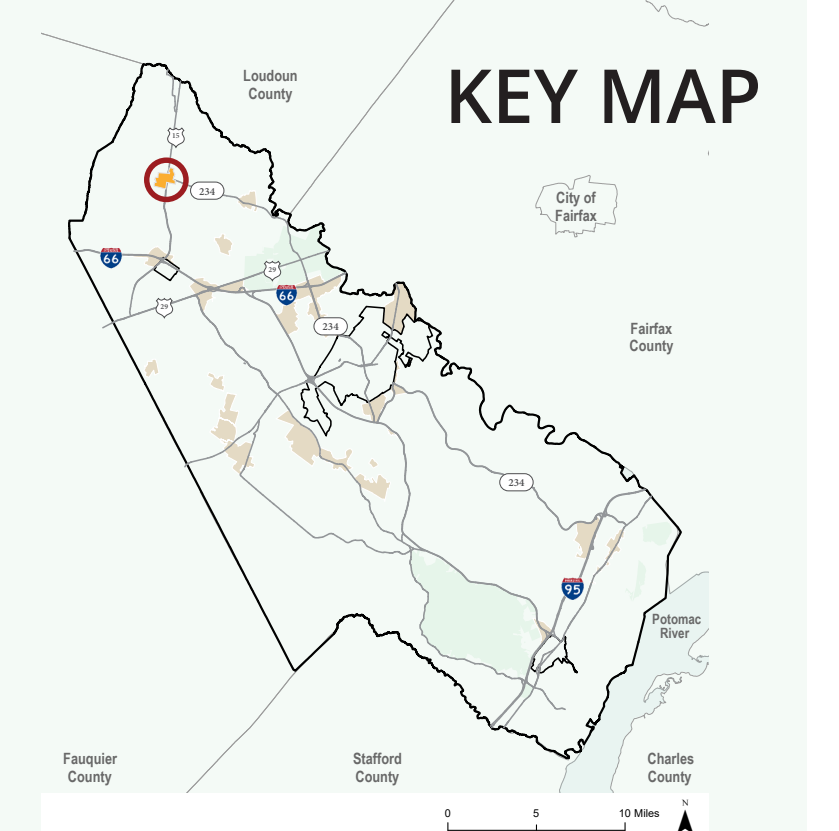 KEY MAP
Loudoun
County
15
234
City of
Fairfax
66
29
66
29
234
Fairfax
County
234
95
Potomac
River
Fauquier
County
Stafford
County
Charles
County
0 5 10 Miles
N